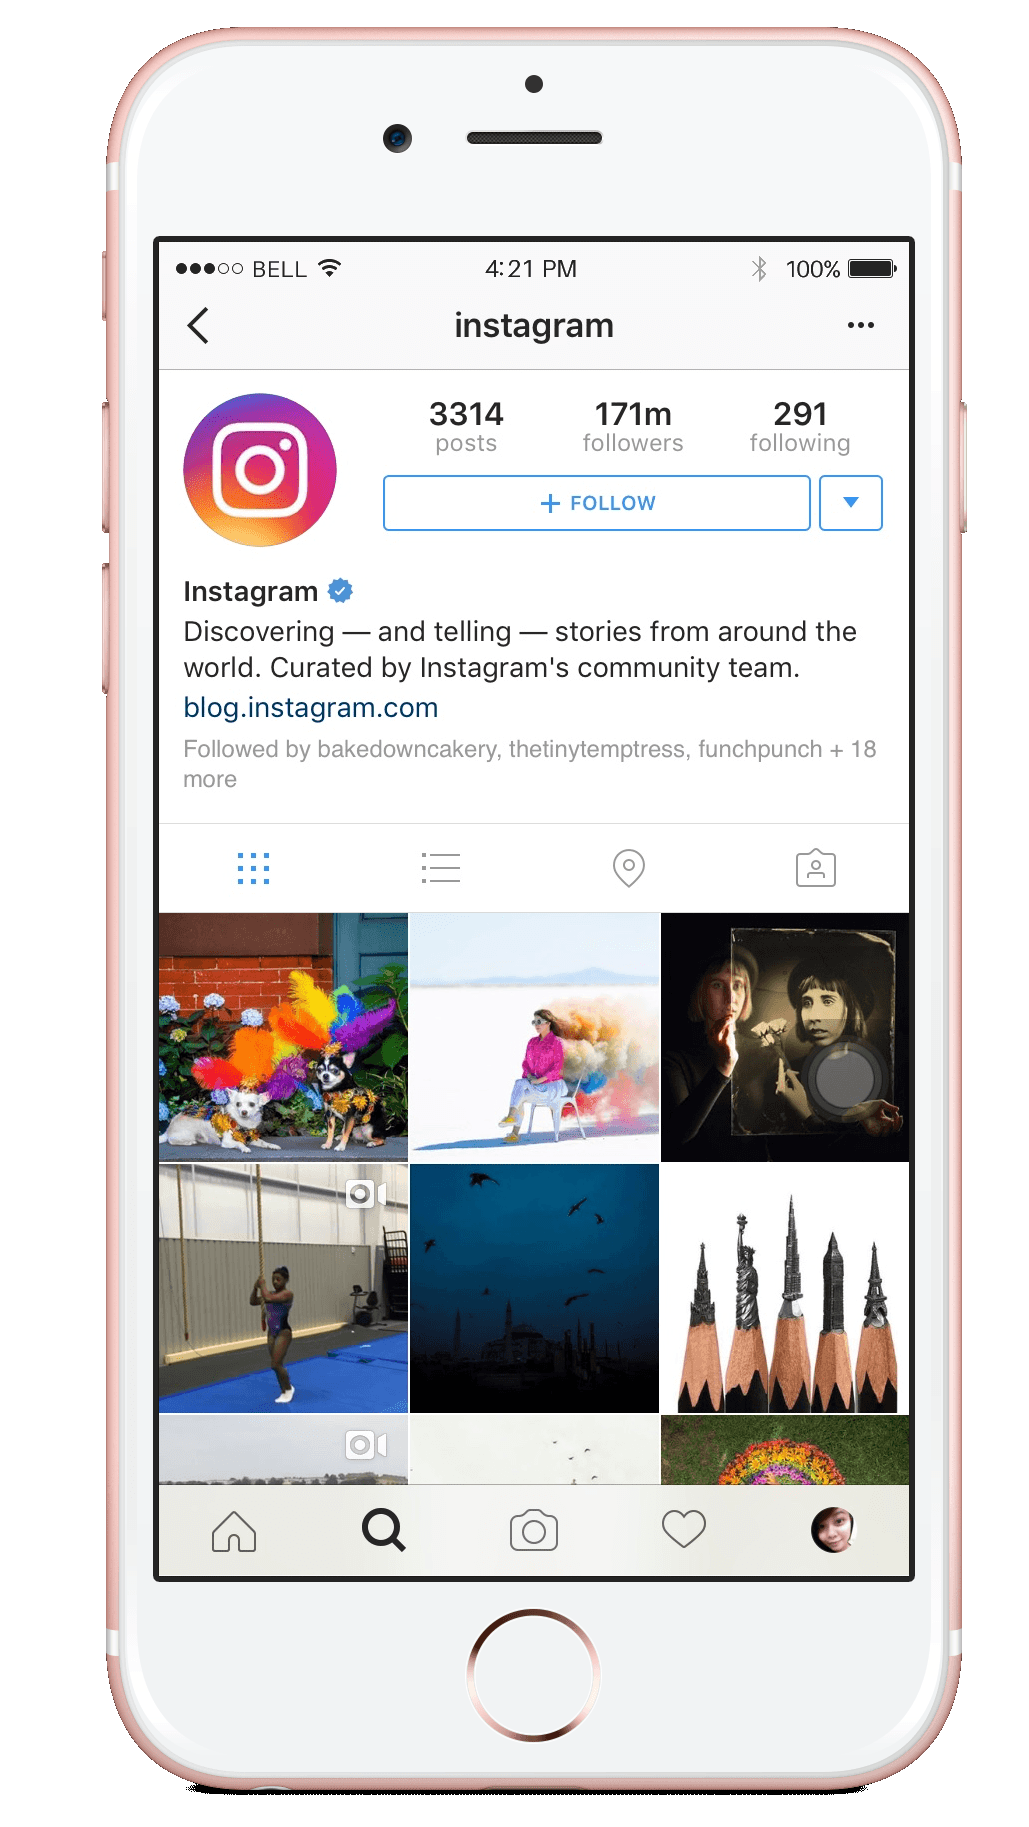 BELL 4:21 PM 100%
instagram
3314 171m 291
posts followers following
+ FOLLOW
Instagram
Discovering — and telling — stories from around the
world. Curated by Instagram's community team.
blog.instagram.com
Followed by bakedowncakery, thetinytemptress, funchpunch + 18
more